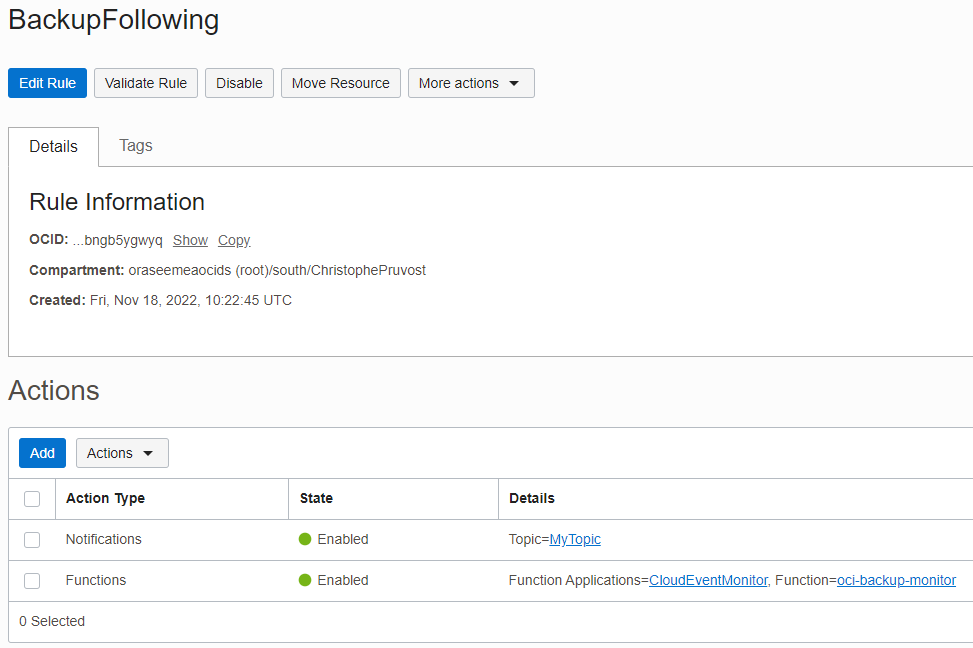 BackupFollowing
Edit Rule Validate Rule Disable Move Resource More actions
Details Tags
Rule Information
OCID: ...bngb5ygwyq Show Copy
Compartment: oraseemeaocids (root)/south/ChristophePruvost
Created: Fri, Nov 18, 2022, 10:22:45 UTC
Actions
Add Actions
Action Type State Details
Notifications Enabled Topic=MyTopic
Functions Enabled Function Applications=CloudEventMonitor, Function=oci-backup-monitor
0 Selected